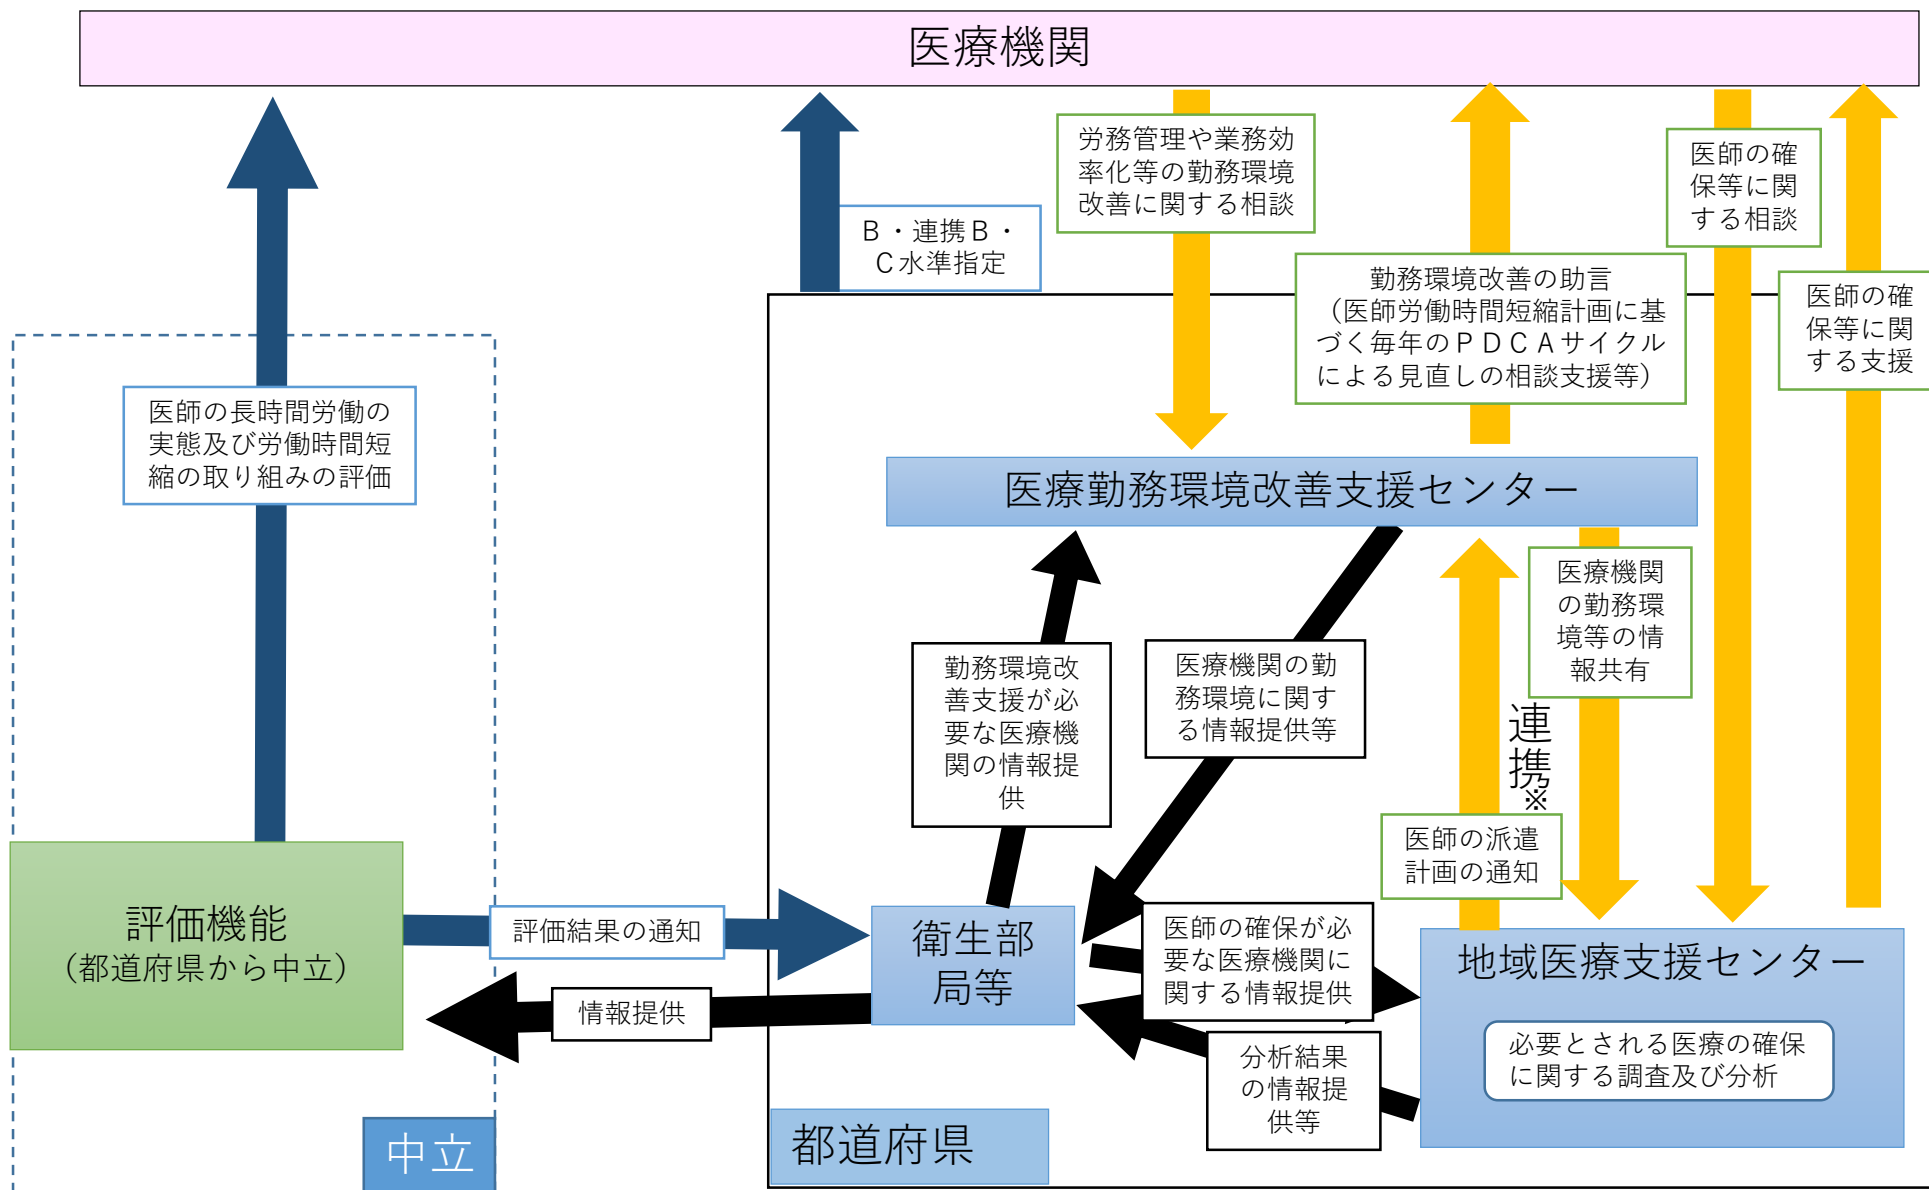 医療機関
労務管理や業務効
率化等の勤務環境
改善に関する相談
医師の確
保等に関
する相談
Ｂ・連携Ｂ・
Ｃ水準指定
勤務環境改善の助言
（医師労働時間短縮計画に基
づく毎年のＰＤＣＡサイクル
による見直しの相談支援等）
医師の確
保等に関
する支援
医師の長時間労働の
実態及び労働時間短
縮の取り組みの評価
医療勤務環境改善支援センター
医療機関
の勤務環
境等の情
報共有
勤務環境改
善支援が必
要な医療機
関の情報提
供
医療機関の勤
務環境に関す
る情報提供等
連携※
医師の派遣
計画の通知
評価機能
（都道府県から中立）
評価結果の通知
衛生部
局等
医師の確保が必
要な医療機関に
関する情報提供
地域医療支援センター
情報提供
分析結果
の情報提
供等
必要とされる医療の確保
に関する調査及び分析
中立
都道府県